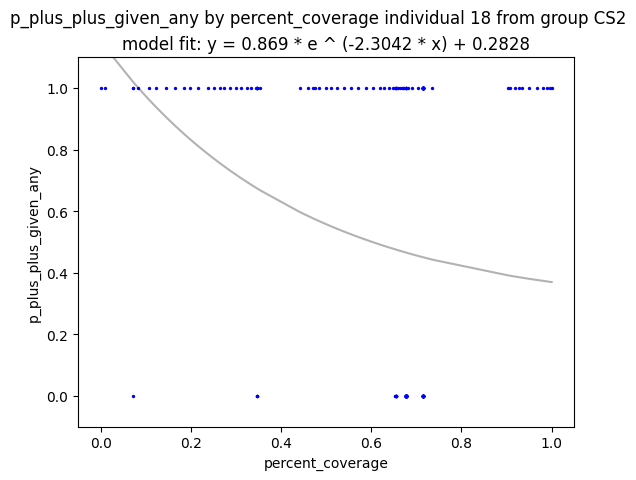 p_plus_plus_given_any by percent_coverage individual 18 from group CS2
model fit: y = 0.869 * e ^ (-2.3042 * x) + 0.2828
1.0
0.8
0.6
0.4
0.2
0.0
p_plus_plus_given_any
0.0 0.2 0.4 0.6 0.8 1.0
percent_coverage